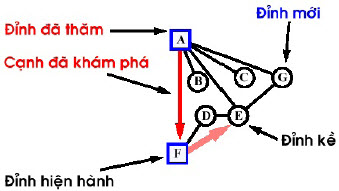 Đỉnh mới
Đỉnh đã thăm
A
Cạnh đã khám phá
B
C
G
D
E
Đỉnh kề
F
Đỉnh hiện hành